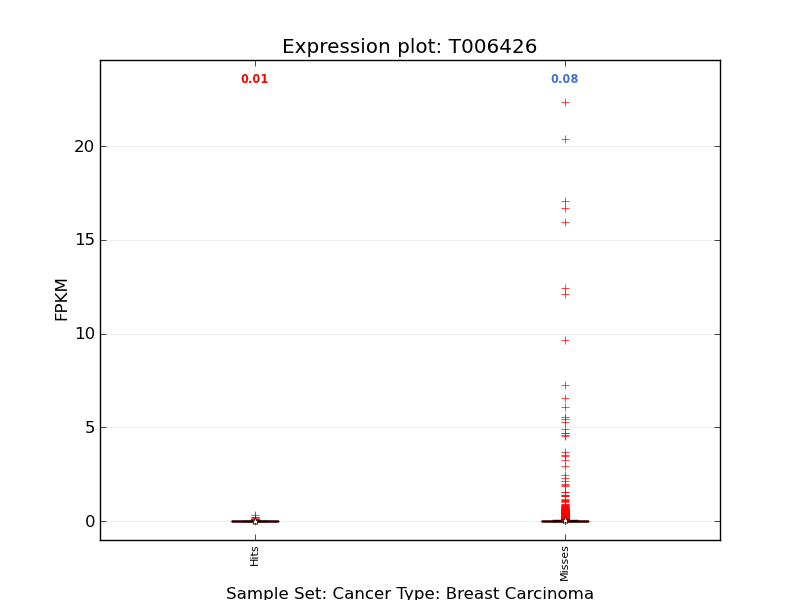 Expression plot: T006426
0.01
0.08
20
15
10
5
0
FPKM
Hits
Misses
Sample Set: Cancer Type: Breast Carcinoma